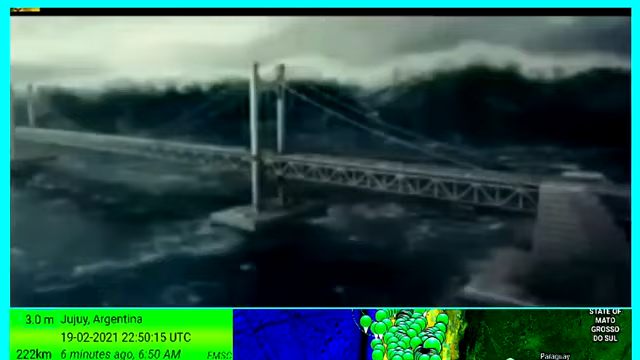 3.0 m Jujuy, Argentina
19-02-2021 22:50:15 UTC
222km 6 minutes ago, 6:50 AM EMSC
STATE OF
MATO
GROSSO
DO SUL
Paraguay